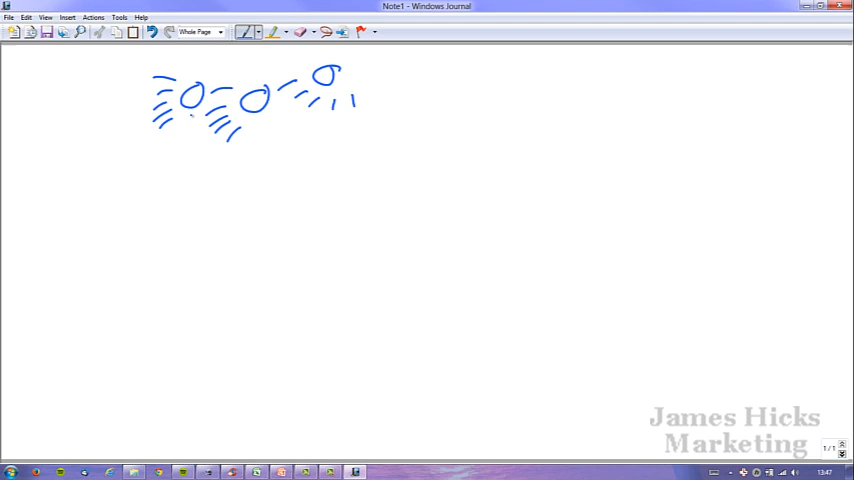 Note1 - Windows Journal
File Edit View Insert Actions Tools Help
Whole Page
James Hicks
Marketing
1/1
13:47